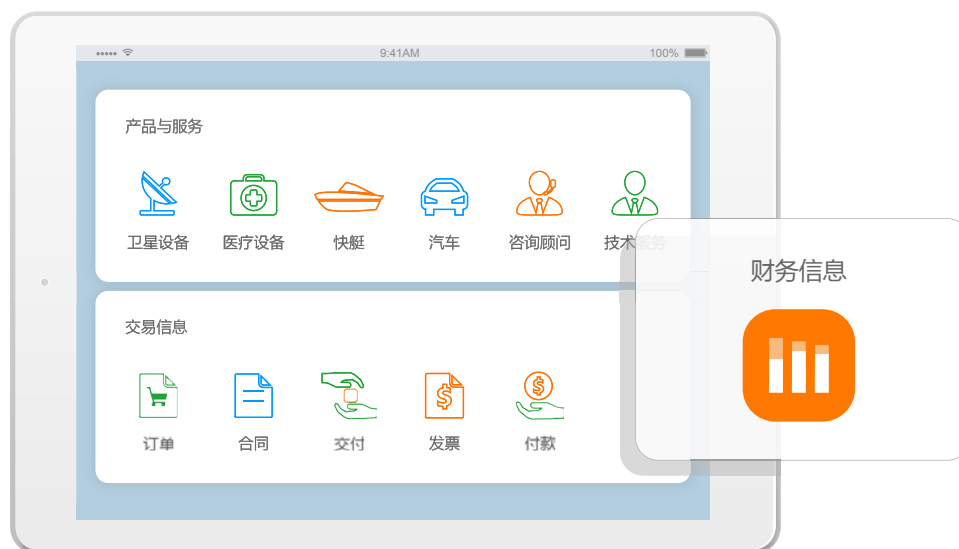 9:41AM 100%
产品与服务
卫星设备 医疗设备 快艇 汽车 咨询顾问 技术服务
财务信息
交易信息
订单 合同 交付 发票 付款